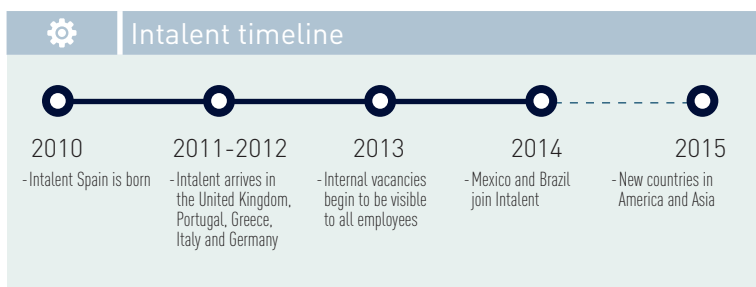 Intalent timeline
2010
- Intalent Spain is born
2011-2012
- Intalent arrives in
the United Kingdom,
Portugal, Greece,
Italy and Germany
2013
- Internal vacancies
begin to be visible
to all employees
2014
- Mexico and Brazil
join Intalent
2015
- New countries in
America and Asia